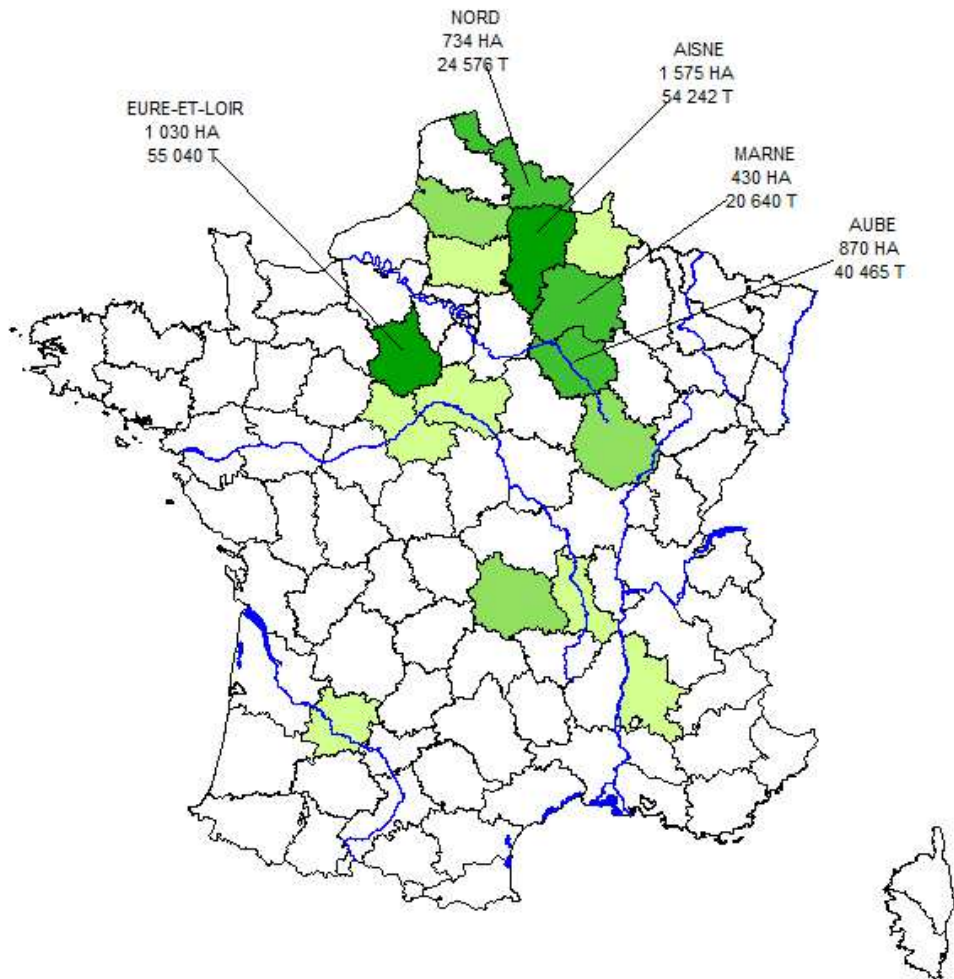 NORD
734 HA
24 576 T
AISNE
1 575 HA
54 242 T
EURE-ET-LOIR
1 030 HA
55 040 T
MARNE
430 HA
20 640 T
AUBE
870 HA
40 465 T